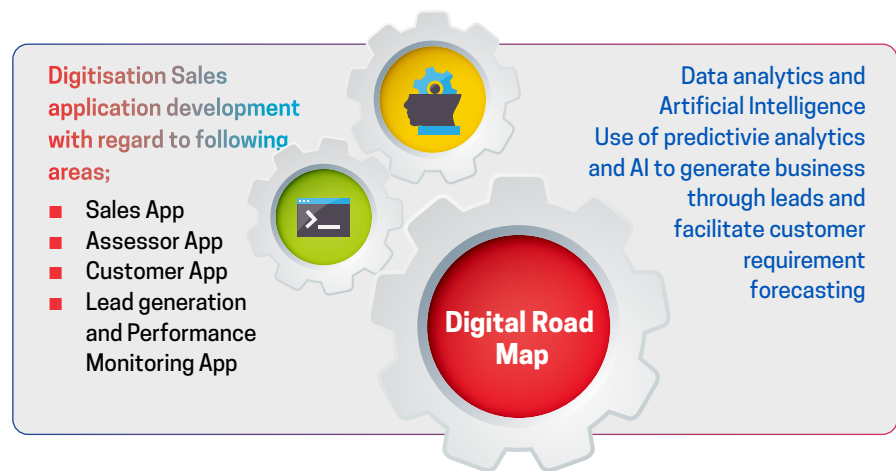 Digitisation Sales
application development
with regard to following
areas;
■ Sales App
■ Assessor App
■ Customer App
■ Lead generation
and Performance
Monitoring App
Digital Road
Map
Data analytics and
Artificial Intelligence
Use of predictivie analytics
and AI to generate business
through leads and
facilitate customer
requirement
forecasting